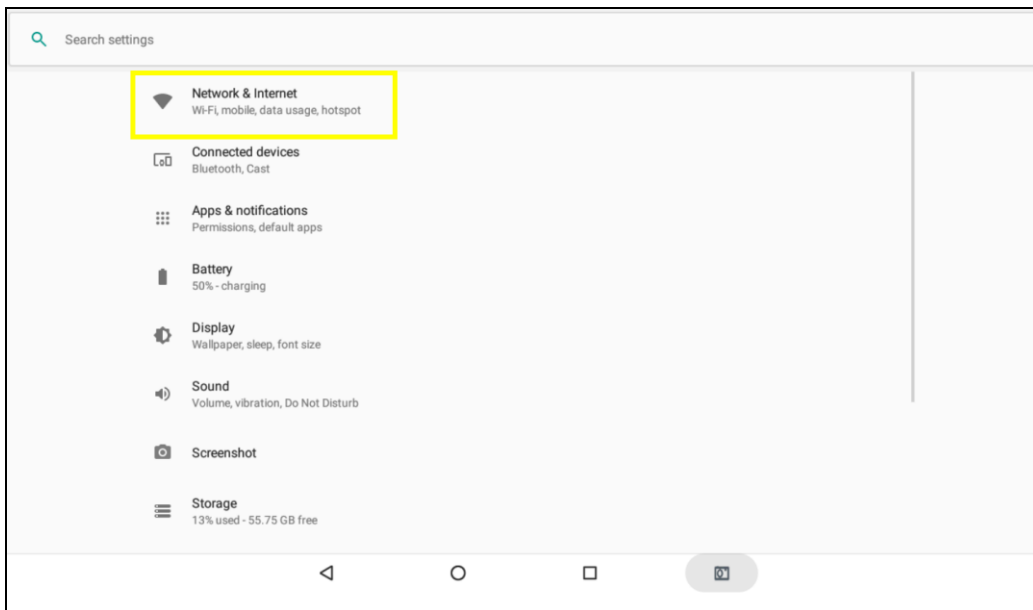 Search settings
Network & Internet
Wi-Fi, mobile, data usage, hotspot
Connected devices
Bluetooth, Cast
Apps & notifications
Permissions, default apps
Battery
50% - charging
Display
Wallpaper, sleep, font size
Sound
Volume, vibration, Do Not Disturb
Screenshot
Storage
13% used - 55.75 GB free